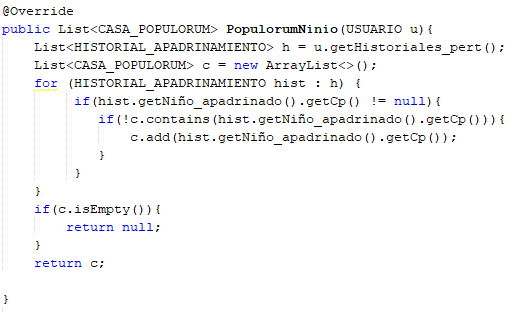 @Override
public List<CASA_POPULORUM> PopulorumNinio(USUARIO u){
List<HISTORIAL_APADRINAMIENTO> h = u.getHistoriales_pert();
List<CASA_POPULORUM> c = new ArrayList<>();
for (HISTORIAL_APADRINAMIENTO hist : h) {
if(hist.getNiño_apadrinado().getCp() != null){
if(!c.contains(hist.getNiño_apadrinado().getCp())){
c.add(hist.getNiño_apadrinado().getCp());
}
}
}
if(c.isEmpty()){
return null;
}
return c;
}